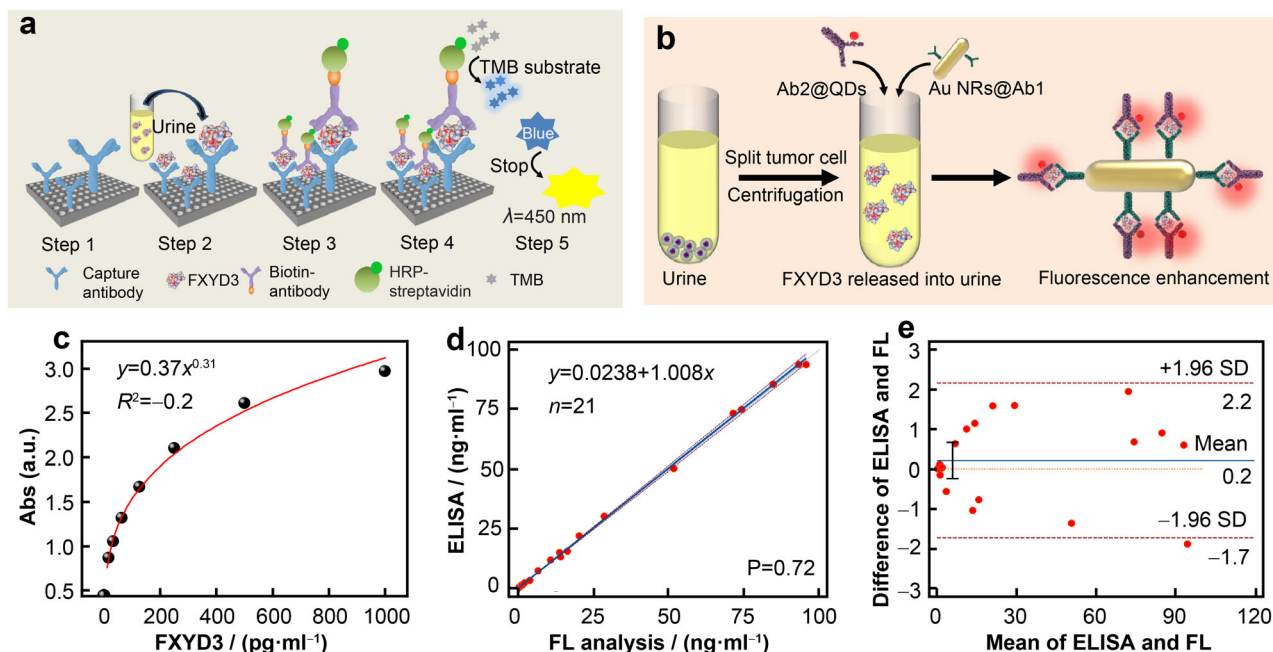 a
Urine
TMB substrate
Blue
Stop
λ=450 nm
Step 1 Step 2 Step 3 Step 4 Step 5
Capture antibody
FXYD3
Biotin-antibody
HRP-streptavidin
TMB
b
Ab2@QDs
Au NRs@Ab1
Split tumor cell
Centrifugation
Urine
FXYD3 released into urine
Fluorescence enhancement
c
y=0.37x^0.31
R²=−0.2
3.0
2.5
2.0
1.5
1.0
0.5
0 200 400 600 800 1000
Abs (a.u.)
FXYD3 / (pg·ml⁻¹)
d
y=0.0238+1.008x
n=21
P=0.72
100
75
50
25
0
0 25 50 75 100
ELISA / (ng·ml⁻¹)
FL analysis / (ng·ml⁻¹)
e
+1.96 SD
2.2
Mean
0.2
−1.96 SD
−1.7
3
2
1
0
−1
−2
−3
0 30 60 90 120
Difference of ELISA and FL
Mean of ELISA and FL